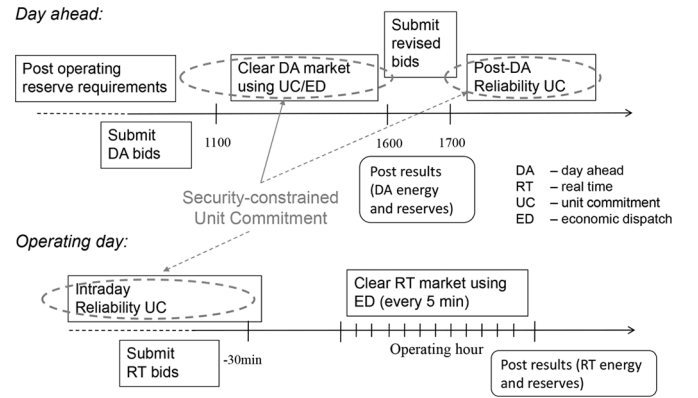 Day ahead:
Submit
revised
bids
Post operating
reserve requirements
Clear DA market
using UC/ED
Post-DA
Reliability UC
Submit
DA bids
1100
1600
1700
Post results
(DA energy
and reserves)
DA – day ahead
RT – real time
UC – unit commitment
ED – economic dispatch
Security-constrained
Unit Commitment
Operating day:
Intraday
Reliability UC
Clear RT market using
ED (every 5 min)
Submit
RT bids
-30min
Operating hour
Post results (RT energy
and reserves)